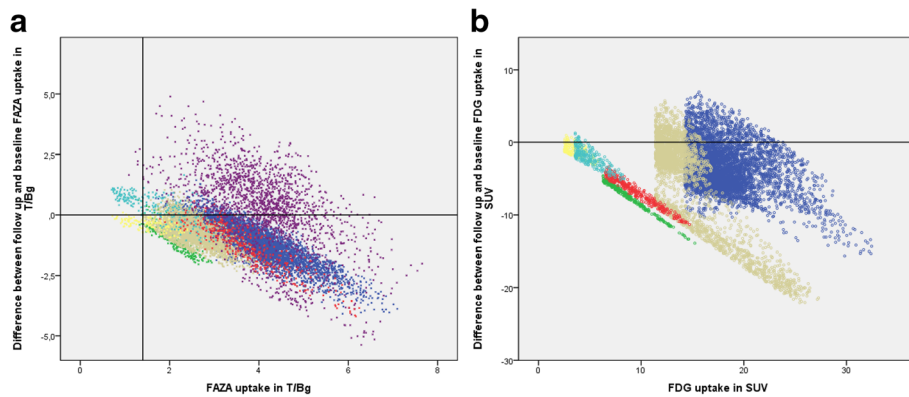 a
Difference between follow up and baseline FAZA uptake in
T/Bg
5,0
2,5
,0
-2,5
-5,0
0
2
4
6
8
FAZA uptake in T/Bg
b
Difference between follow up and baseline FDG uptake in
SUV
10
0
-10
-20
-30
0
10
20
30
FDG uptake in SUV